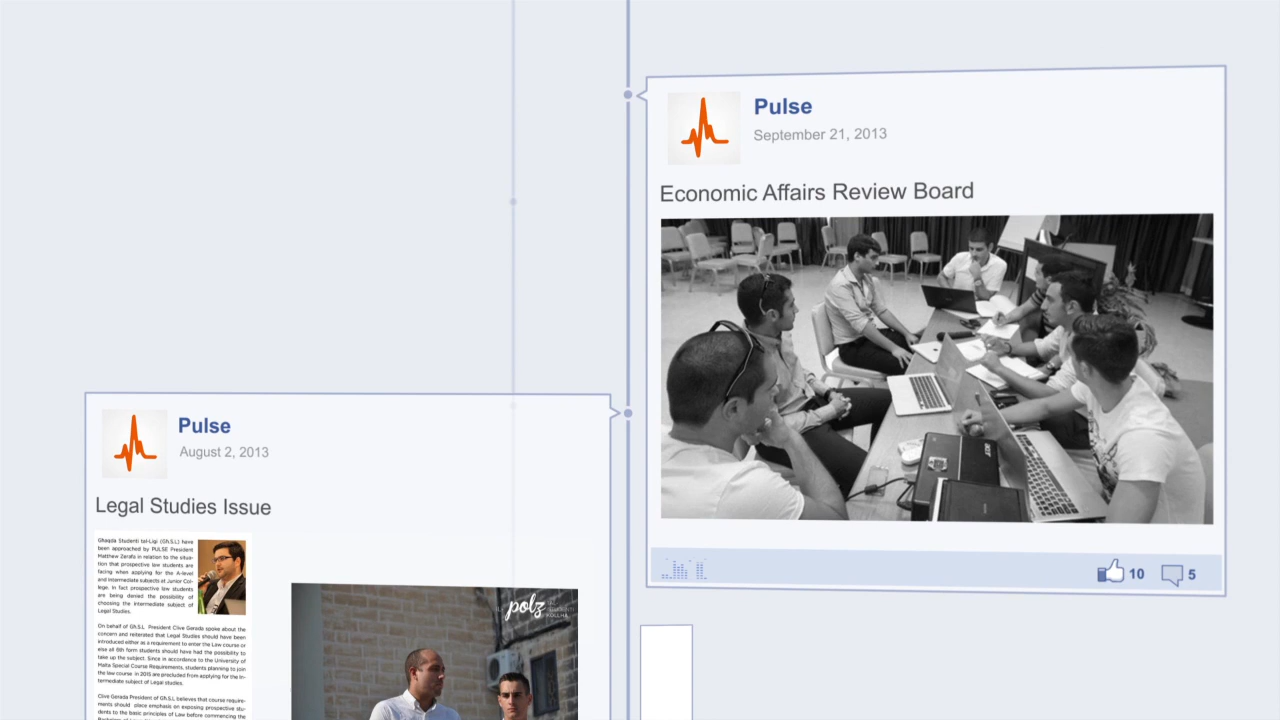 Pulse
September 21, 2013
Economic Affairs Review Board
10
5
Pulse
August 2, 2013
Legal Studies Issue
Għaqda Studenti tal-Liġi (GħS.L) have
been approached by PULSE President
Matthew Zerafa in relation to the situa-
tion that prospective law students are
facing when applying for the A-level
and Intermediate subjects at Junior Col-
lege. In fact prospective law students
are being denied the possibility of
choosing the intermediate subject of
Legal Studies.
On behalf of GħS.L President Clive Gerada spoke about the
concern and reiterated that Legal Studies should have been
introduced either as a requirement to enter the Law course or
else all 6th form students should have had the possibility to
take up the subject. Since in accordance to the University of
Malta Special Course Requirements, students planning to join
the law course in 2015 are precluded from applying for the In-
termediate subject of Legal studies.
Clive Gerada President of GħS.L believes that course require-
ments should place emphasis on exposing prospective stu-
dents to the basic principles of Law before commencing the
polz
KOLLHA